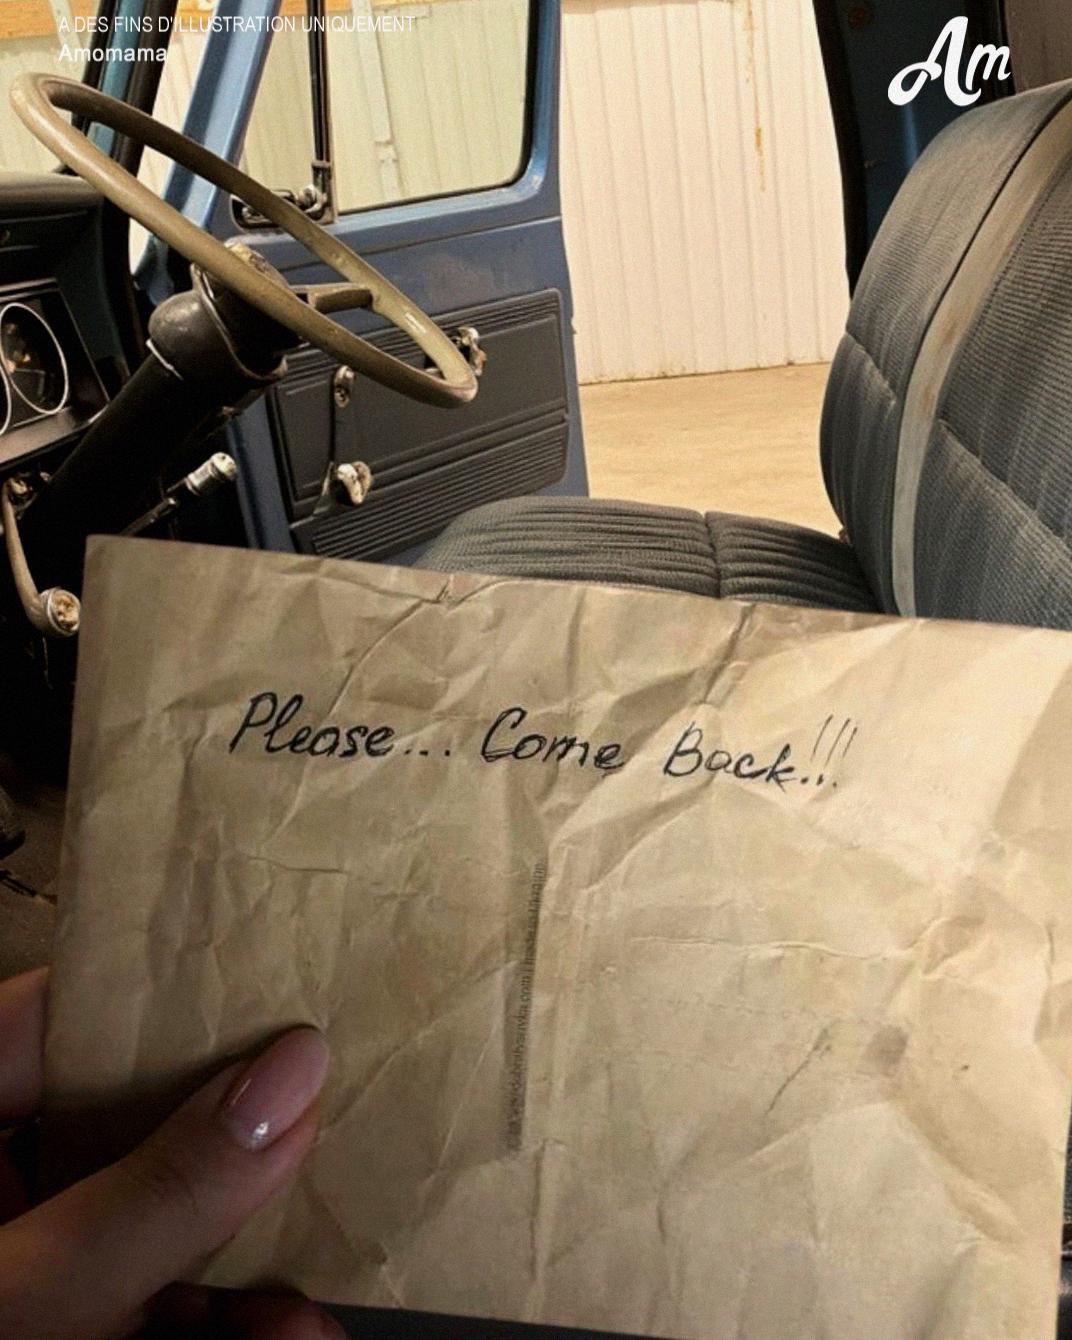 A DES FINS D'ILLUSTRATION UNIQUEMENT
Amomama
Am
Please... Come Back!!!